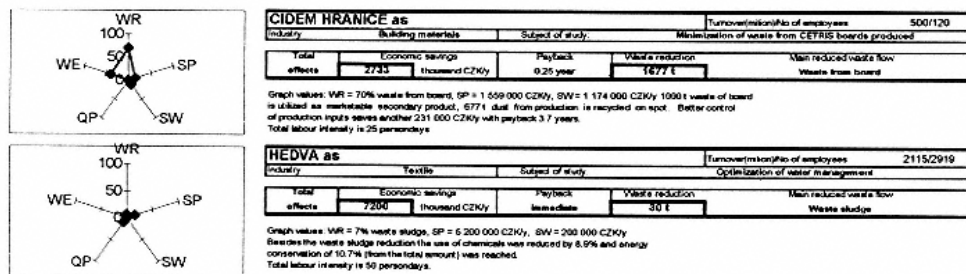 WR
100
50
0
WE
SP
QP
SW
CIDEM HRANICE as
Turnover(million)/No of employees 500/120
Industry Building materials Subject of study: Minimization of waste from CETRIS boards produced
Total Economic savings Payback Waste reduction Main reduced waste flow
effects 2733 thousand CZK/y 0.25 year 1677 t Waste from board
Graph values: WR = 70% waste from board, SP = 1 559 000 CZK/y, SW = 1 174 000 CZK/y 1000 t waste of board
is utilized as marketable secondary product, 677 t dust from production is recycled on spot. Better control
of production inputs saves another 231 000 CZK/y with payback 3.7 years.
Total labour intensity is 25 persondays
WR
100
50
0
WE
SP
QP
SW
HEDVA as
Turnover(million)/No of employees 2115/2919
Industry Textile Subject of study Optimization of water management
Total Economic savings Payback Waste reduction Main reduced waste flow
effects 7200 thousand CZK/y immediate 30 t Waste sludge
Graph values: WR = 7% waste sludge, SP = 6 200 000 CZK/y, SW = 200 000 CZK/y
Besides the waste sludge reduction the use of chemicals was reduced by 8.9% and energy
conservation of 10.7% (from the total amount) was reached.
Total labour intensity is 50 persondays.